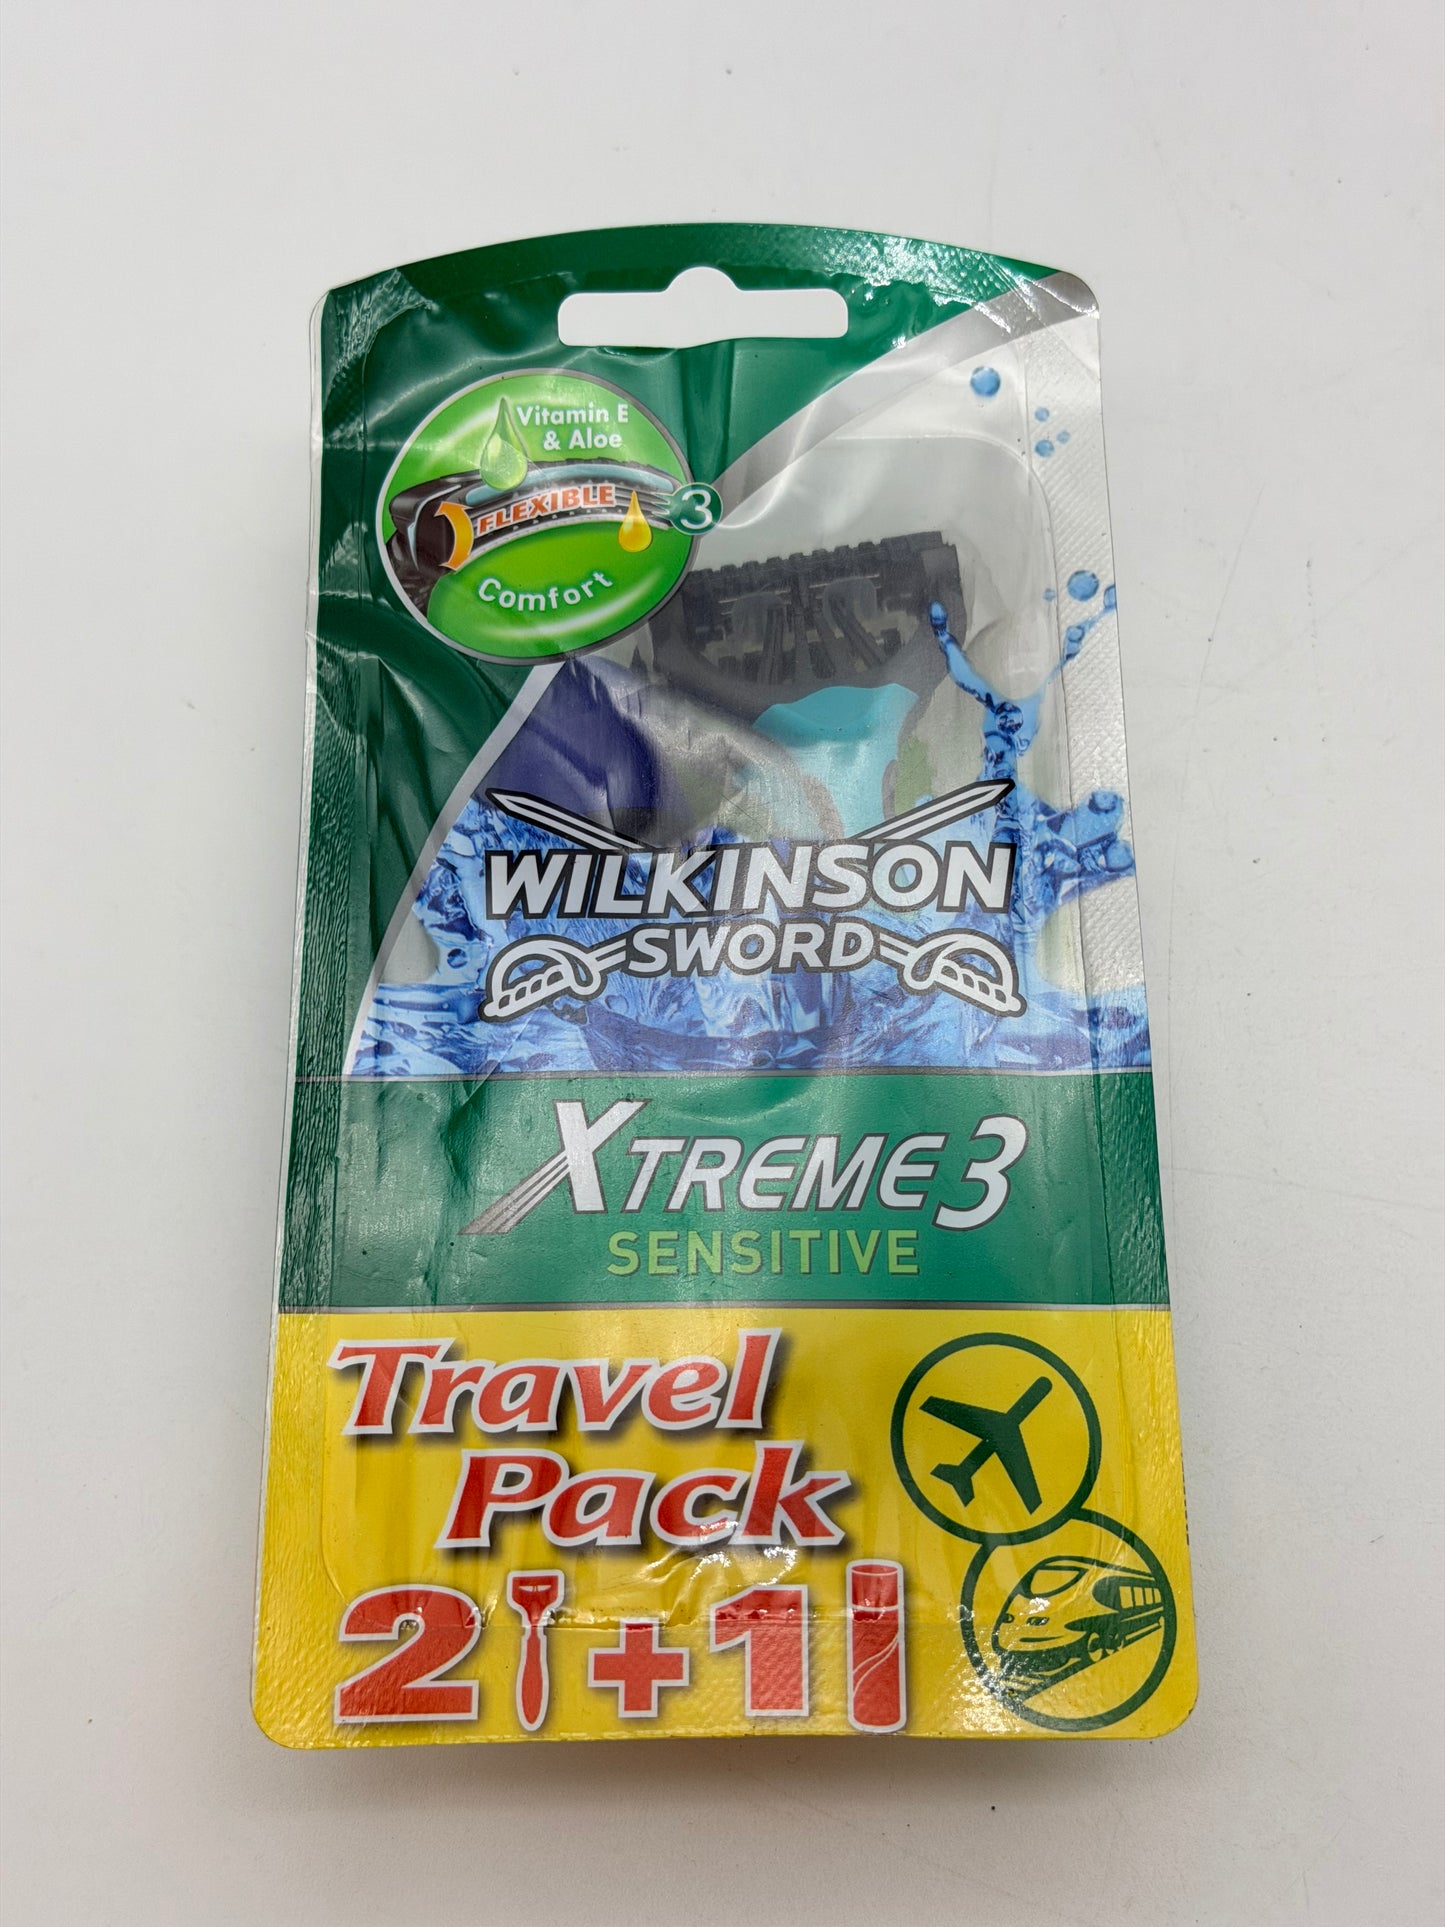 Vitamin E
& Aloe
FLEXIBLE
3
Comfort
WILKINSON
SWORD
XTREME3
SENSITIVE
Travel
Pack
2+1